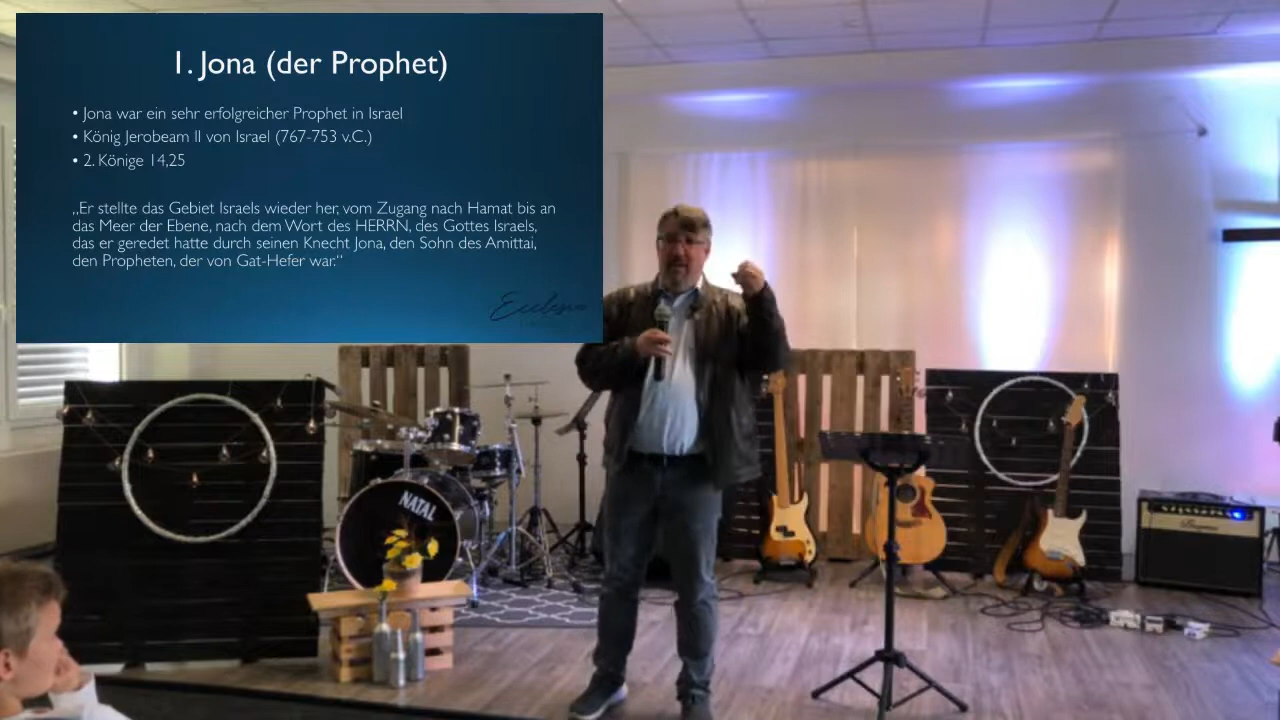 1. Jona (der Prophet)
• Jona war ein sehr erfolgreicher Prophet in Israel
• König Jerobeam II von Israel (767-753 v.C.)
• 2. Könige 14,25
„Er stellte das Gebiet Israels wieder her, vom Zugang nach Hamat bis an
das Meer der Ebene, nach dem Wort des HERRN, des Gottes Israels,
das er geredet hatte durch seinen Knecht Jona, den Sohn des Amittai,
den Propheten, der von Gat-Hefer war.“
NATAL